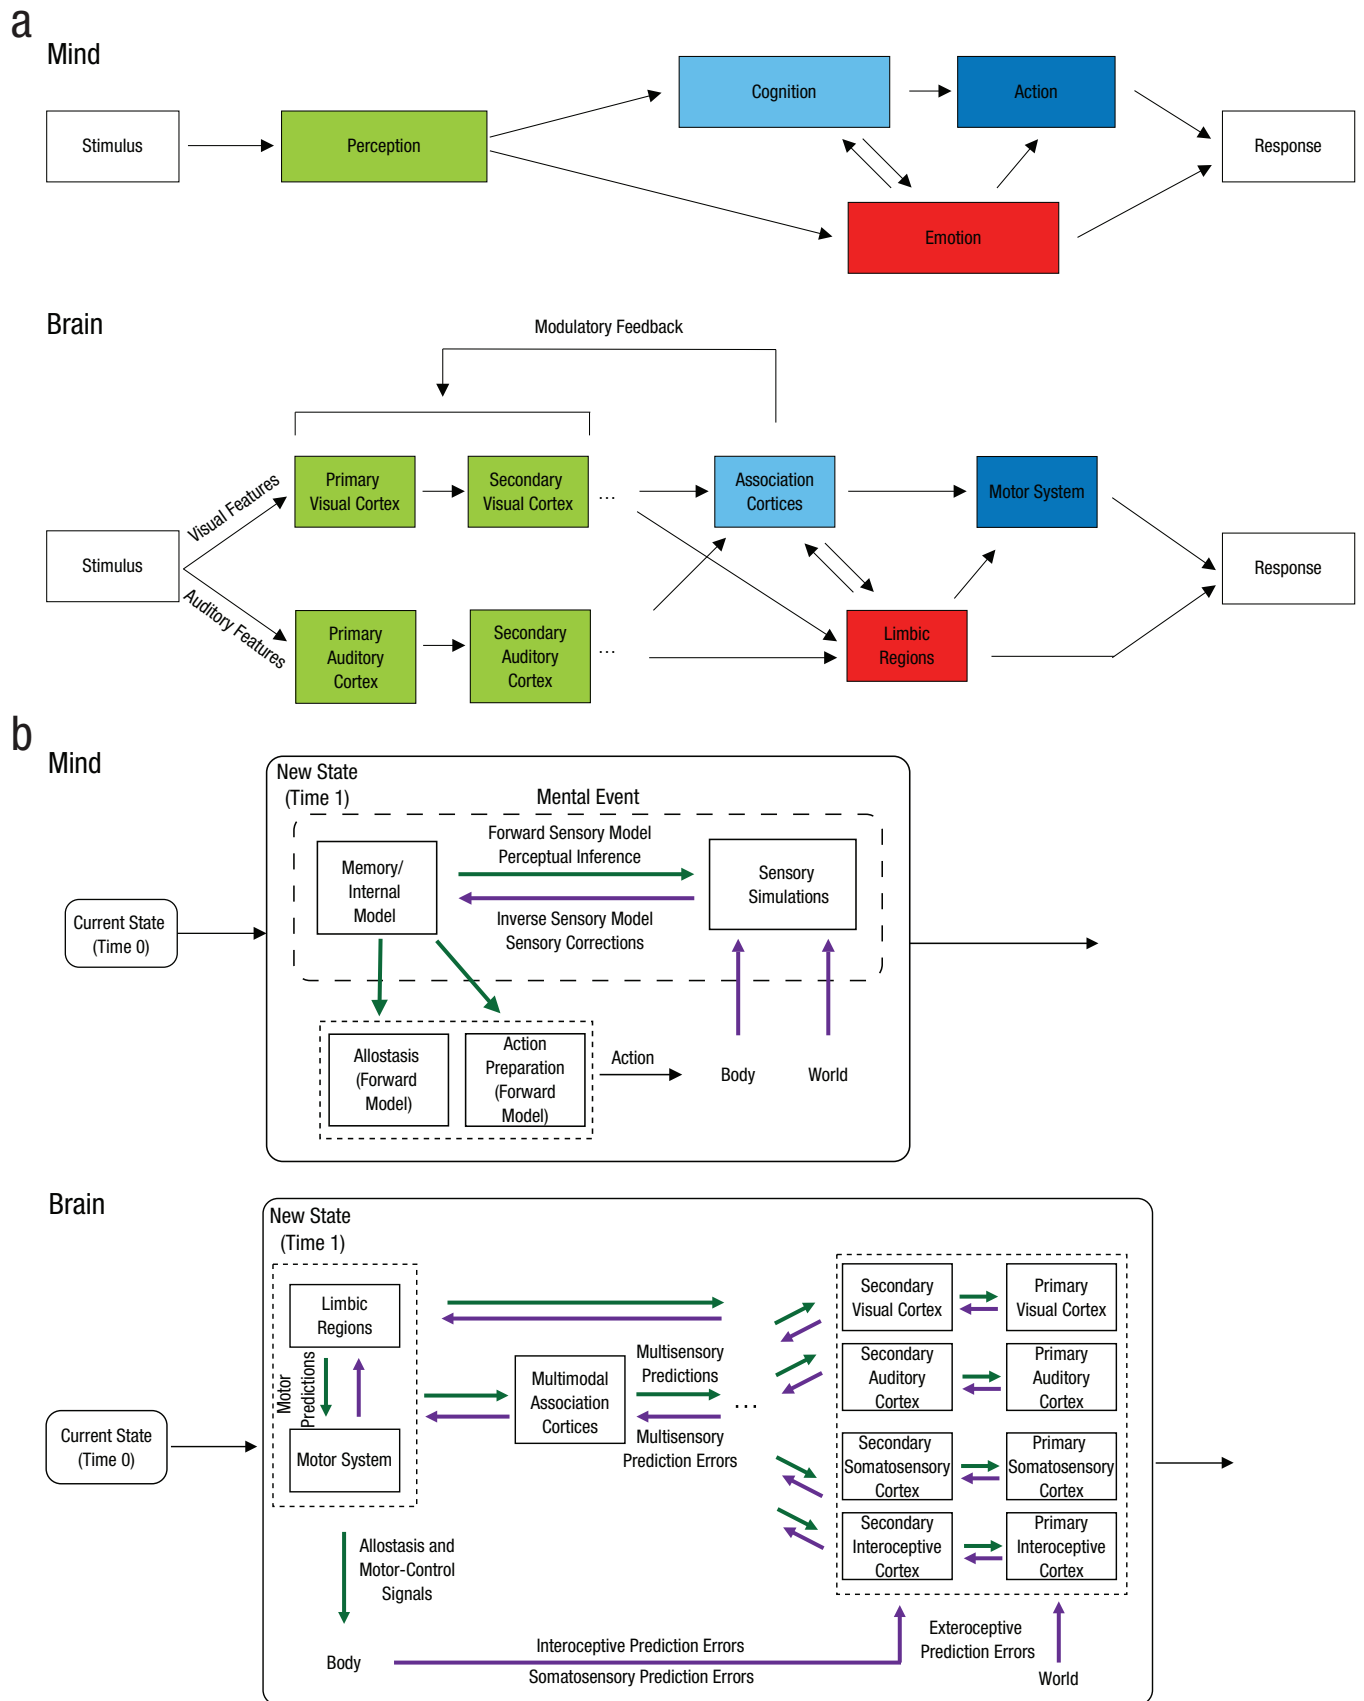 a
Mind
Stimulus
Perception
Cognition
Action
Emotion
Response
Brain
Modulatory Feedback
Visual Features
Auditory Features
Stimulus
Primary
Visual Cortex
Secondary
Visual Cortex
...
Association
Cortices
Motor System
Response
Primary
Auditory
Cortex
Secondary
Auditory
Cortex
...
Limbic
Regions
b
Mind
New State
(Time 1)
Mental Event
Forward Sensory Model
Perceptual Inference
Memory/
Internal
Model
Sensory
Simulations
Inverse Sensory Model
Sensory Corrections
Current State
(Time 0)
Allostasis
(Forward
Model)
Action
Preparation
(Forward
Model)
Action
Body
World
Brain
New State
(Time 1)
Limbic
Regions
Motor
Predictions
Motor System
Current State
(Time 0)
Multimodal
Association
Cortices
Multisensory
Predictions
...
Multisensory
Prediction Errors
Secondary
Visual Cortex
Primary
Visual Cortex
Secondary
Auditory
Cortex
Primary
Auditory
Cortex
Secondary
Somatosensory
Cortex
Primary
Somatosensory
Cortex
Secondary
Interoceptive
Cortex
Primary
Interoceptive
Cortex
Allostasis and
Motor-Control
Signals
Body
Interoceptive Prediction Errors
Somatosensory Prediction Errors
Exteroceptive
Prediction Errors
World